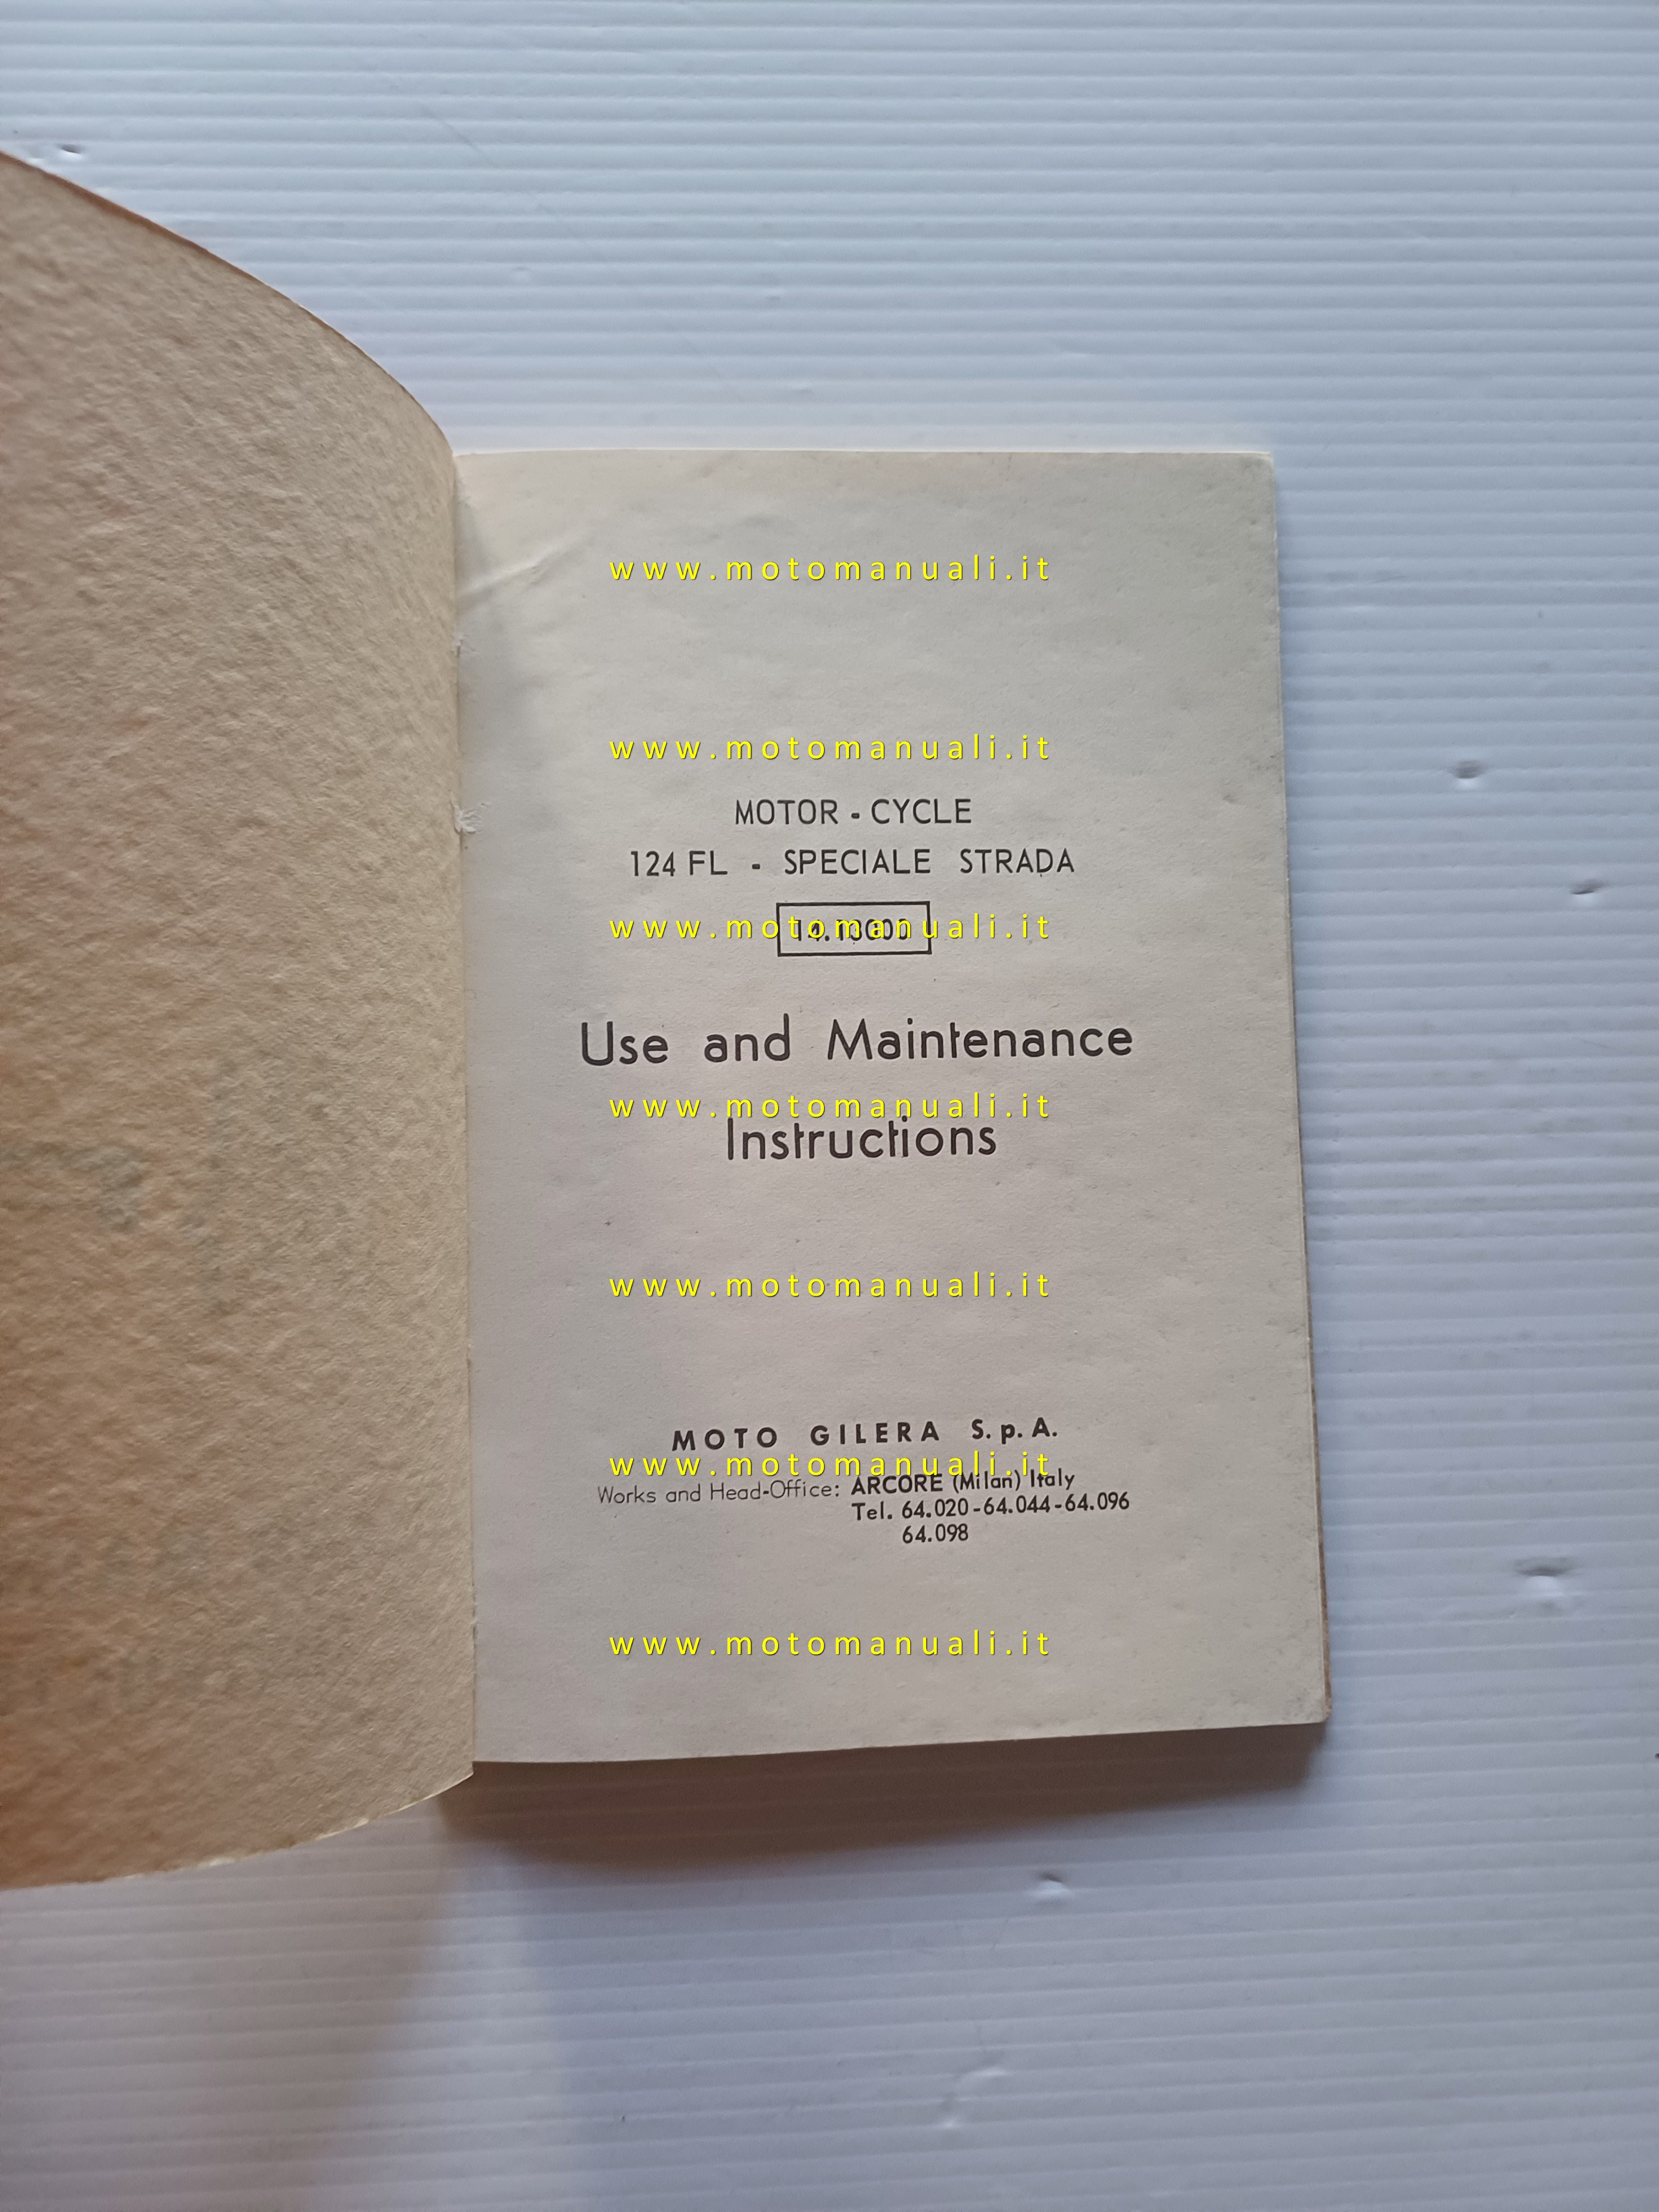 www.motomanuali.it
www.motomanuali.it
MOTOR - CYCLE
124 FL - SPECIALE STRADA
www.motomanuali.it
Use and Maintenance
www.motomanuali.it
Instructions
www.motomanuali.it
MOTO GILERA S.p.A.
www.motomanuali.it
Works and Head-Office: ARCORE (Milan) Italy
Tel. 64.020-64.044-64.096
64.098
www.motomanuali.it